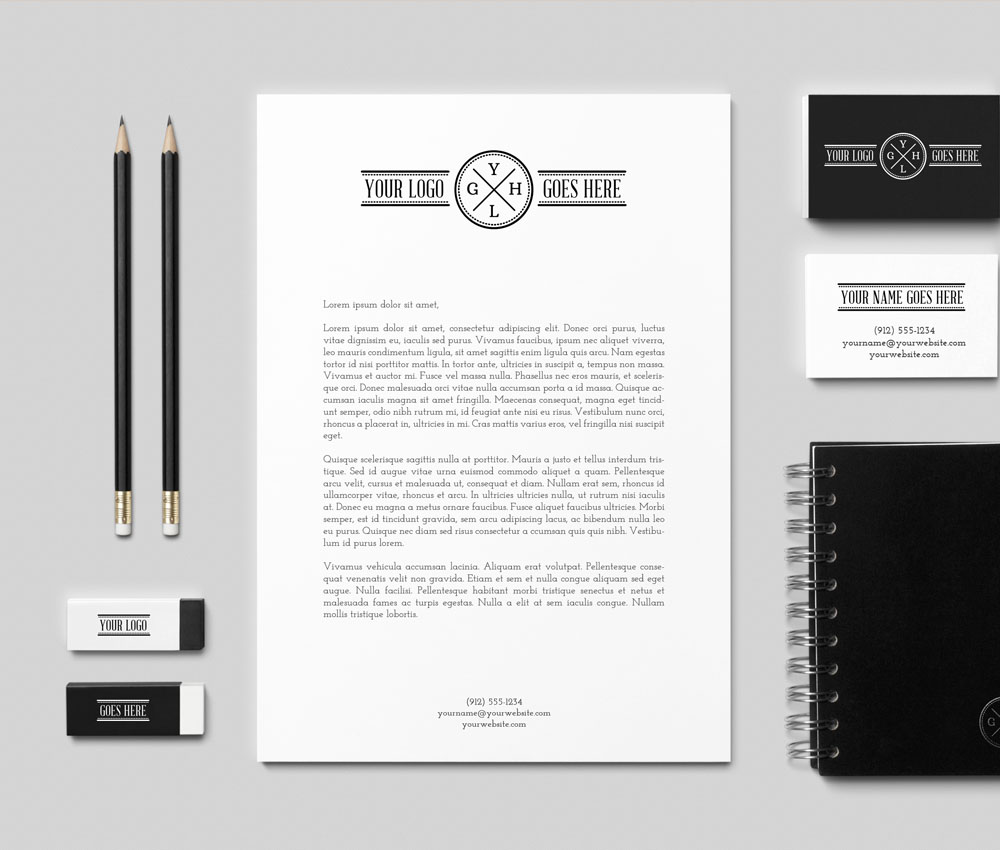 YOUR LOGO
Y
G H
L
GOES HERE
Lorem ipsum dolor sit amet,
Lorem ipsum dolor sit amet, consectetur adipiscing elit. Donec orci purus, luctus
vitae dignissim eu, iaculis sed purus. Vivamus faucibus, ipsum nec aliquet viverra,
leo mauris condimentum ligula, sit amet sagittis enim ligula quis arcu. Nam egestas
tortor id nisi porttitor mattis. In tortor ante, ultricies in suscipit a, tempus non massa.
Vivamus et auctor mi. Fusce vel massa nulla. Phasellus nec eros mauris, et sceleris-
que orci. Donec malesuada orci vitae nulla accumsan porta a id massa. Quisque ac-
cumsan iaculis magna sit amet fringilla. Maecenas consequat, magna eget tincid-
unt semper, odio nibh rutrum mi, id feugiat ante nisi eu risus. Vestibulum nunc orci,
rhoncus a placerat in, ultricies in mi. Cras mattis varius eros, vel fringilla nisi suscipit
eget.
Quisque scelerisque sagittis nulla at porttitor. Mauris a justo et tellus interdum tris-
tique. Sed id augue vitae urna euismod commodo aliquet a quam. Pellentesque
arcu velit, cursus et malesuada ut, consequat et diam. Nullam erat sem, rhoncus id
ullamcorper vitae, rhoncus et arcu. In ultricies ultricies nulla, ut rutrum nisi iaculis
at. Donec eu magna a metus ornare faucibus. Fusce aliquet faucibus ultricies. Morbi
semper, est id tincidunt gravida, sem arcu adipiscing lacus, ac bibendum nulla leo
eu purus. Quisque nec diam sed risus consectetur a ccumsan quis quis nibh. Vestibu-
lum id purus lorem.
Vivamus vehicula accumsan lacinia. Aliquam erat volutpat. Pellentesque conse-
quat venenatis velit non gravida. Etiam et sem et nulla congue aliquam sed eget
augue. Nulla facilisi. Pellentesque habitant morbi tristique senectus et netus et
malesuada fames ac turpis egestas. Nulla a elit at sem iaculis congue. Nullam
mollis tristique lobortis.
(912) 555-1234
yourname@yourwebsite.com
yourwebsite.com
YOUR LOGO
Y
G H
L
GOES HERE
YOUR NAME GOES HERE
(912) 555-1234
yourname@yourwebsite.com
yourwebsite.com
YOUR LOGO
GOES HERE
G